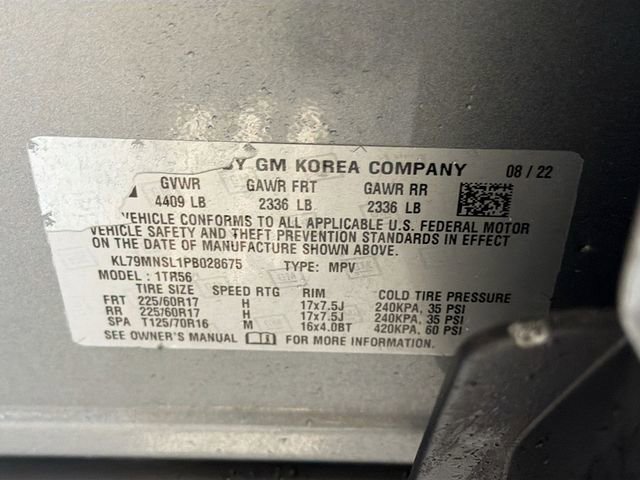 BY GM KOREA COMPANY 08 / 22
GVWR GAWR FRT GAWR RR
4409 LB 2336 LB 2336 LB
VEHICLE CONFORMS TO ALL APPLICABLE U.S. FEDERAL MOTOR
VEHICLE SAFETY AND THEFT PREVENTION STANDARDS IN EFFECT
ON THE DATE OF MANUFACTURE SHOWN ABOVE.
KL79MNSL1PB028675 TYPE: MPV
MODEL: 1TR56
TIRE SIZE SPEED RTG RIM COLD TIRE PRESSURE
FRT 225/60R17 H 17x7.5J 240KPA, 35 PSI
RR 225/60R17 H 17x7.5J 240KPA, 35 PSI
SPA T125/70R16 M 16x4.0BT 420KPA, 60 PSI
SEE OWNER'S MANUAL FOR MORE INFORMATION.